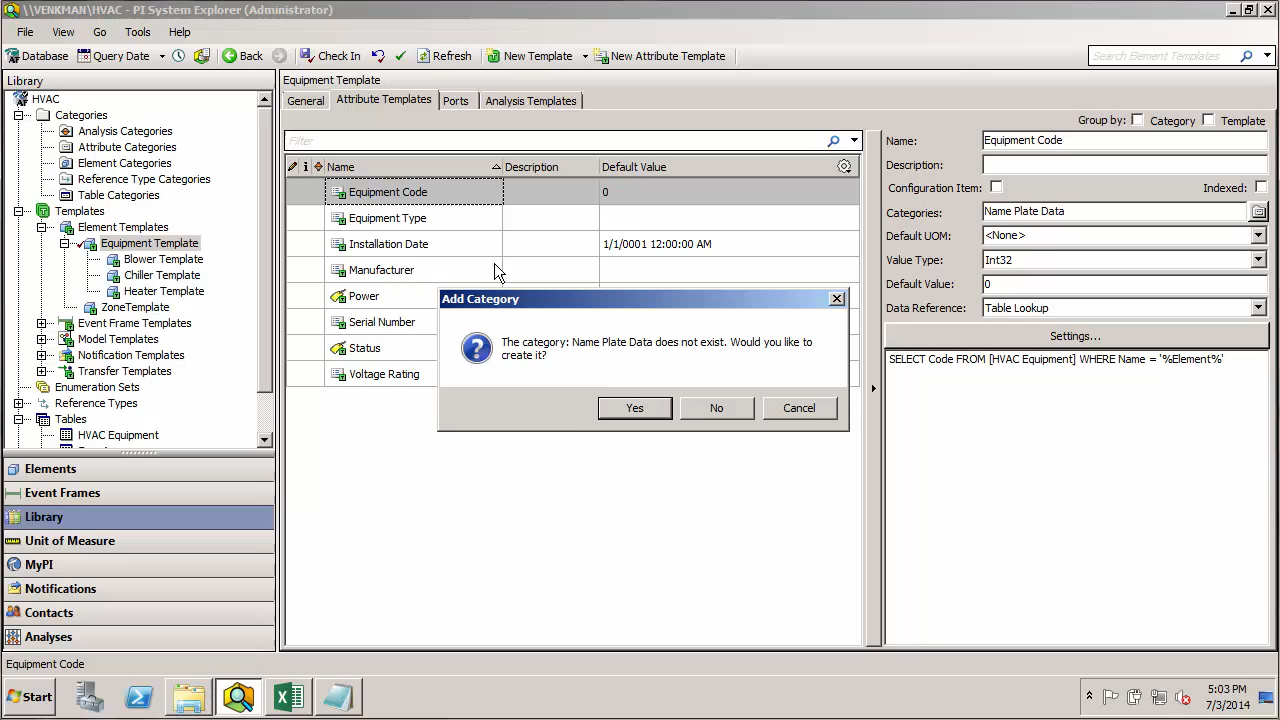 \\VENKMAN\HVAC - PI System Explorer (Administrator)
File View Go Tools Help
Database Query Date Back Check In Refresh New Template New Attribute Template Search Element Templates
Library
HVAC
Categories
Analysis Categories
Attribute Categories
Element Categories
Reference Type Categories
Table Categories
Templates
Element Templates
Equipment Template
Blower Template
Chiller Template
Heater Template
ZoneTemplate
Event Frame Templates
Model Templates
Notification Templates
Transfer Templates
Enumeration Sets
Reference Types
Tables
HVAC Equipment
Elements
Event Frames
Library
Unit of Measure
MyPI
Notifications
Contacts
Analyses
Equipment Template
General Attribute Templates Ports Analysis Templates
Group by: Category Template
Filter
Name Description Default Value
Equipment Code 0
Equipment Type
Installation Date 1/1/0001 12:00:00 AM
Manufacturer
Power
Serial Number
Status
Voltage Rating
Add Category
The category: Name Plate Data does not exist. Would you like to
create it?
Yes No Cancel
Name: Equipment Code
Description:
Configuration Item: Indexed:
Categories: Name Plate Data
Default UOM: <None>
Value Type: Int32
Default Value: 0
Data Reference: Table Lookup
Settings...
SELECT Code FROM [HVAC Equipment] WHERE Name = '%Element%'
Equipment Code
Start
5:03 PM
7/3/2014